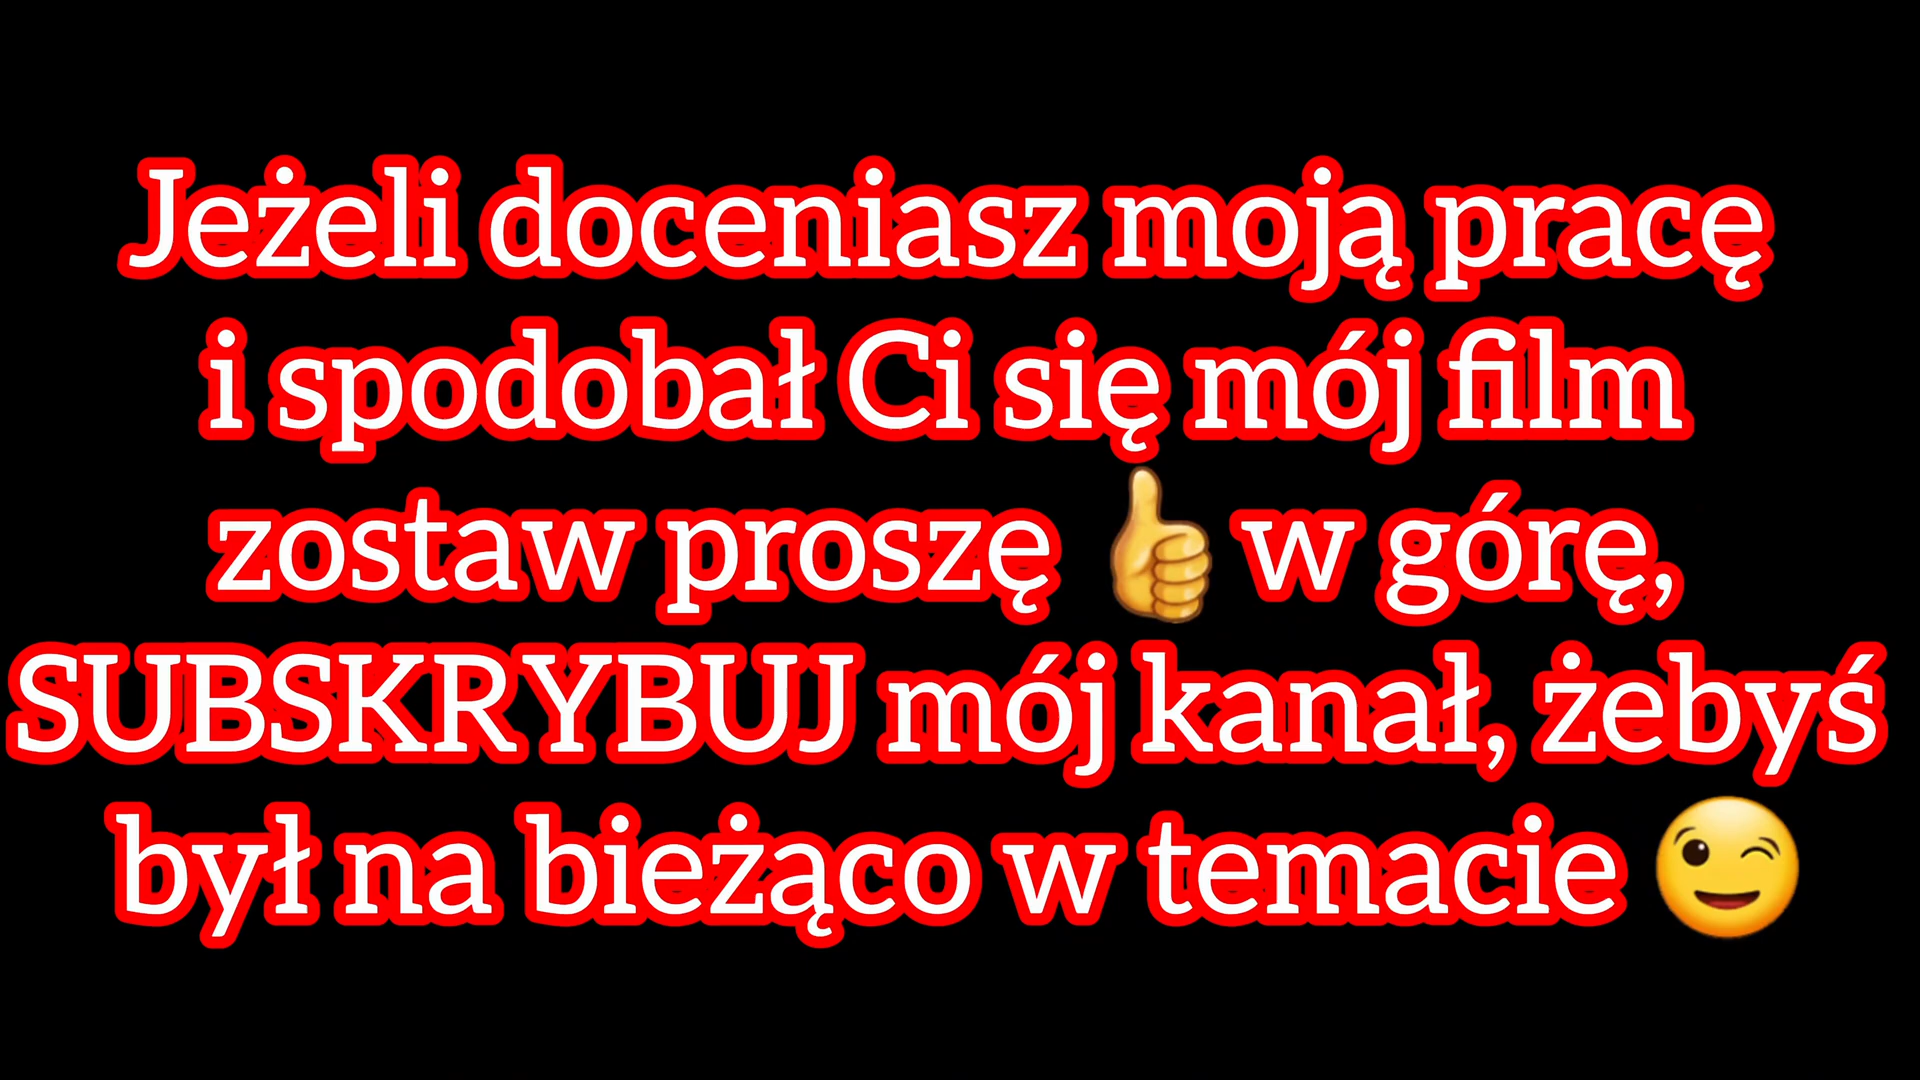 Jeżeli doceniasz moją pracę
i spodobał Ci się mój film
zostaw proszę 👍 w górę,
SUBSKRYBUJ mój kanał, żebyś
był na bieżąco w temacie 😉